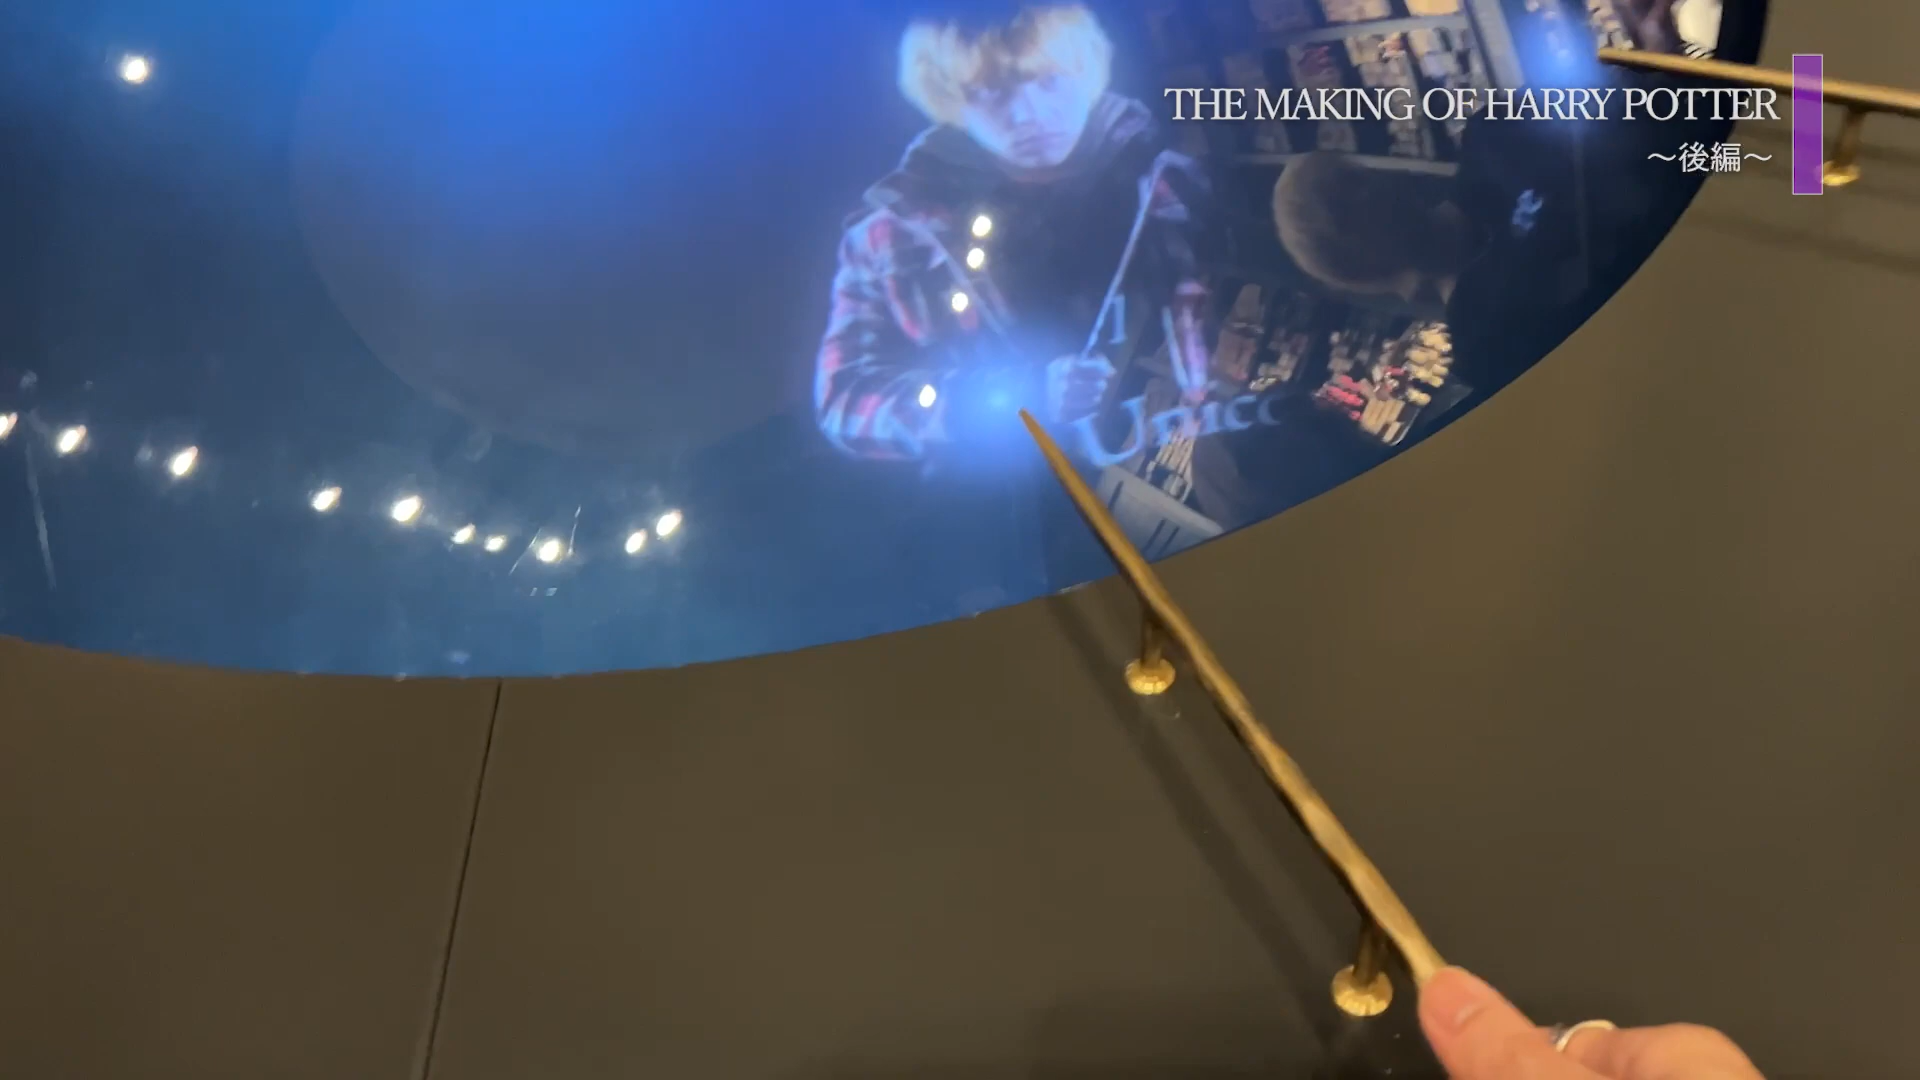 THE MAKING OF HARRY POTTER
～後編～